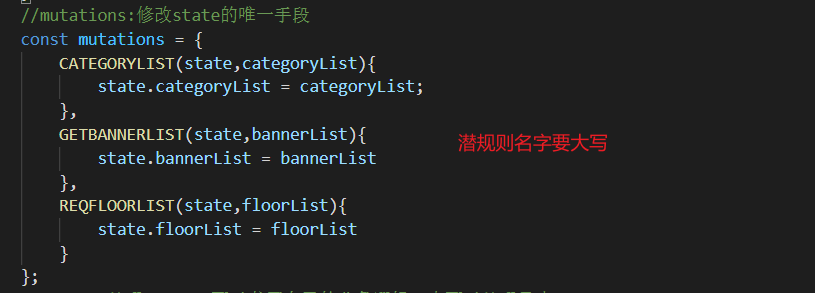 //mutations:修改state的唯一手段
const mutations = {
    CATEGORYLIST(state,categoryList){
        state.categoryList = categoryList;
    },
    GETBANNERLIST(state,bannerList){
        state.bannerList = bannerList
    },
潜规则名字要大写
    REQFLOORLIST(state,floorList){
        state.floorList = floorList
    }
};